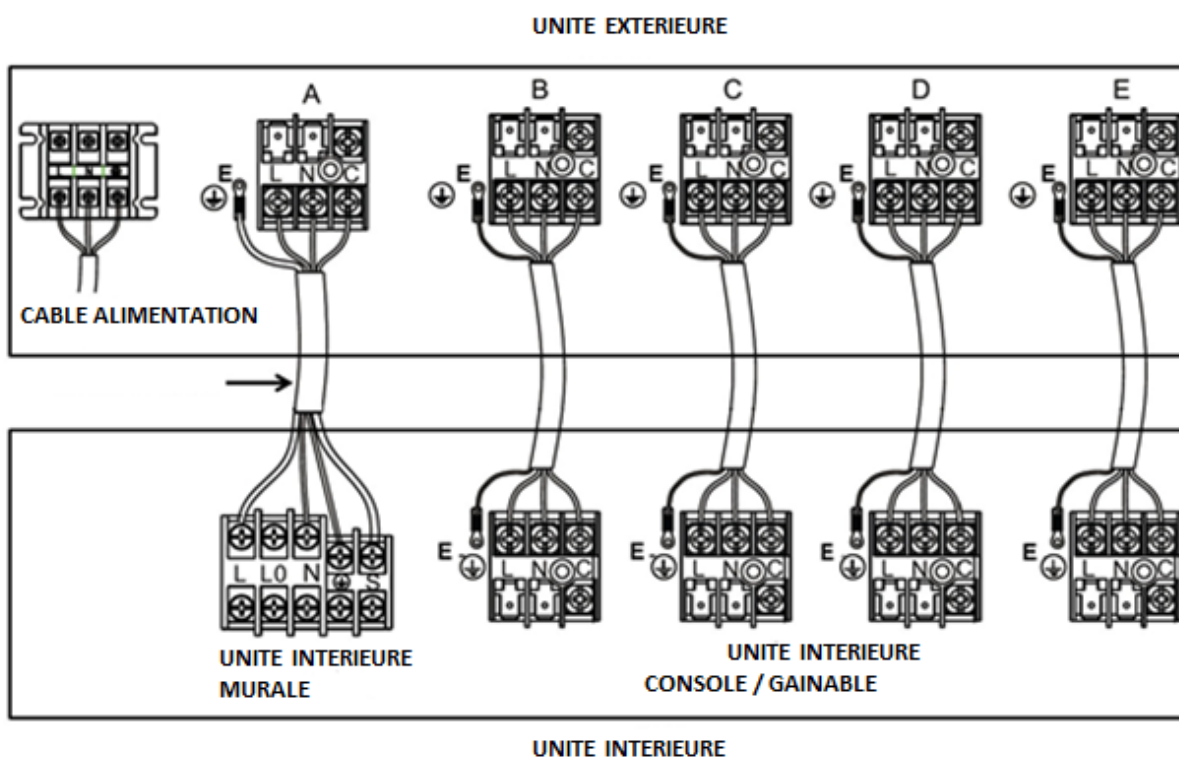 UNITE EXTERIEURE
A B C D E
L N C L N C L N C L N C L N C
E E E E E
CABLE ALIMENTATION
L L0 N S
E E E E
L N C L N C L N C L N C
UNITE INTERIEURE
MURALE
UNITE INTERIEURE
CONSOLE / GAINABLE
UNITE INTERIEURE